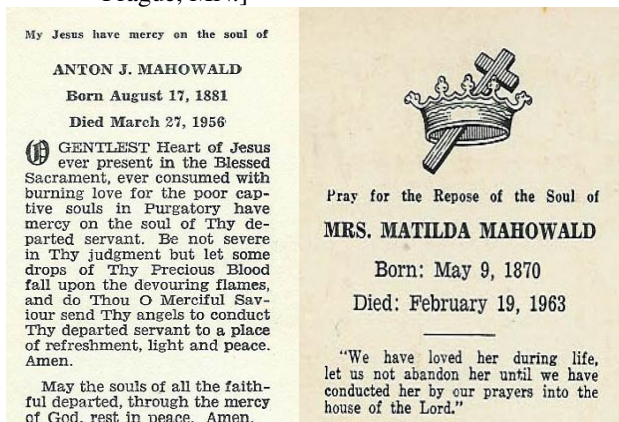 My Jesus have mercy on the soul of
ANTON J. MAHOWALD
Born August 17, 1881
Died March 27, 1956
O GENTLEST Heart of Jesus
ever present in the Blessed
Sacrament, ever consumed with
burning love for the poor cap-
tive souls in Purgatory have
mercy on the soul of Thy de-
parted servant. Be not severe
in Thy judgment but let some
drops of Thy Precious Blood
fall upon the devouring flames,
and do Thou O Merciful Sav-
iour send Thy angels to conduct
Thy departed servant to a place
of refreshment, light and peace.
Amen.
May the souls of all the faith-
ful departed, through the mercy
of God, rest in peace. Amen.
Pray for the Repose of the Soul of
MRS. MATILDA MAHOWALD
Born: May 9, 1870
Died: February 19, 1963
"We have loved her during life,
let us not abandon her until we have
conducted her by our prayers into the
house of the Lord."